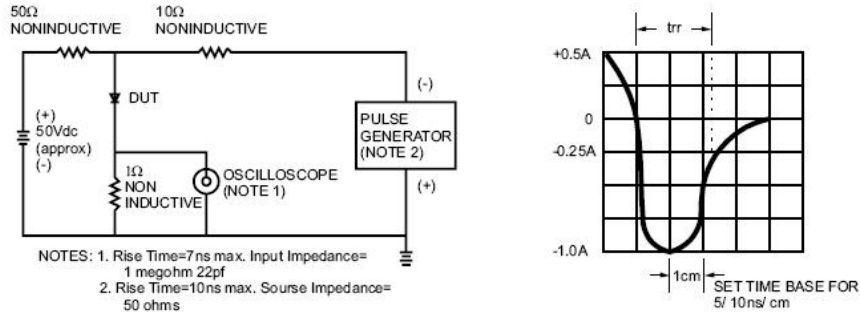 50Ω
NONINDUCTIVE
10Ω
NONINDUCTIVE
DUT
(+)
50Vdc
(approx)
(-)
1Ω
NON
INDUCTIVE
OSCILLOSCOPE
(NOTE 1)
(-)
PULSE
GENERATOR
(NOTE 2)
(+)
NOTES: 1. Rise Time=7ns max. Input Impedance=
1 megohm 22pf
2. Rise Time=10ns max. Sourse Impedance=
50 ohms
trr
+0.5A
0
-0.25A
-1.0A
1cm
SET TIME BASE FOR
5/ 10ns/ cm